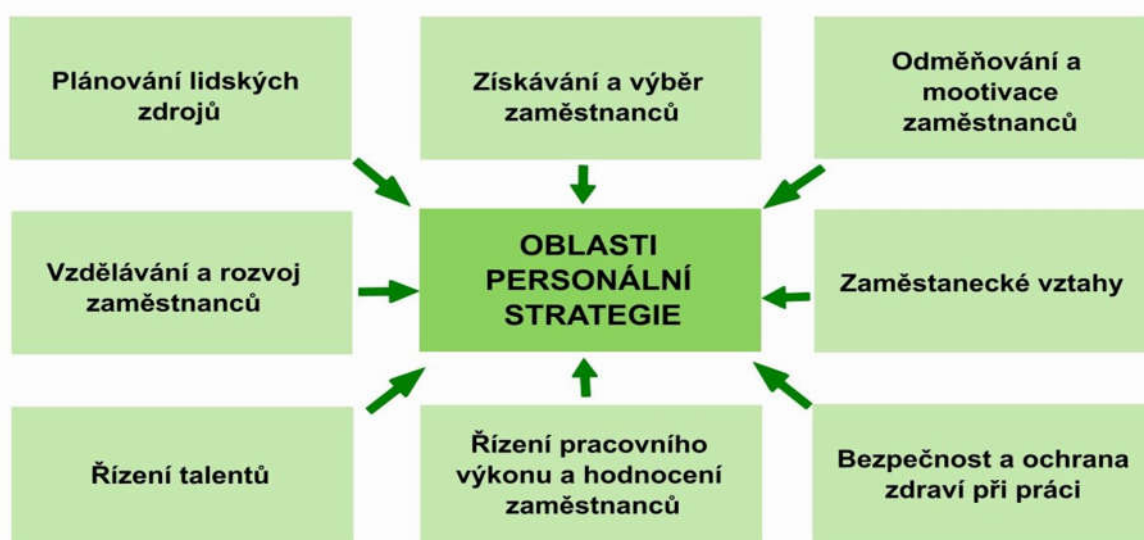 Plánování lidských
zdrojů
Získávání a výběr
zaměstnanců
Odměňování a
mootivace
zaměstnanců
Vzdělávání a rozvoj
zaměstnanců
OBLASTI
PERSONÁLNÍ
STRATEGIE
Zaměstanecké vztahy
Řízení talentů
Řízení pracovního
výkonu a hodnocení
zaměstnanců
Bezpečnost a ochrana
zdraví při práci